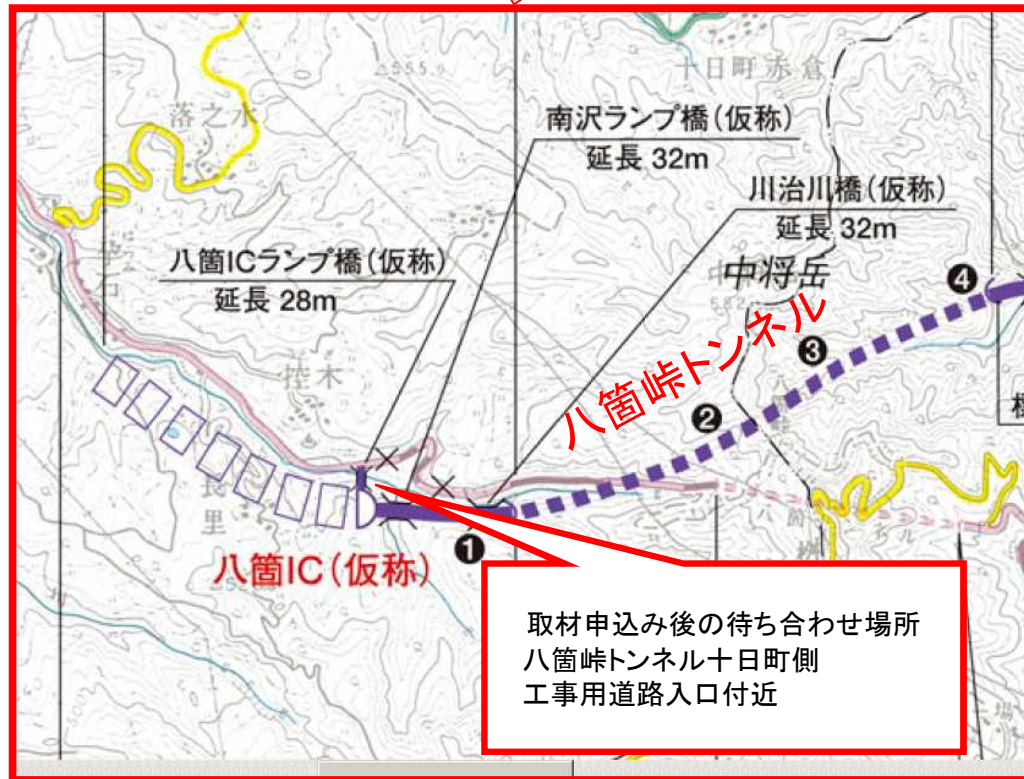 十日町赤倉
落之水
南沢ランプ橋(仮称)
延長 32m
川治川橋(仮称)
延長 32m
八箇ICランプ橋(仮称)
延長 28m
中将岳
八箇峠トンネル
❹
❸
❷
控木
長
里
八箇IC(仮称)
❶
取材申込み後の待ち合わせ場所
八箇峠トンネル十日町側
工事用道路入口付近